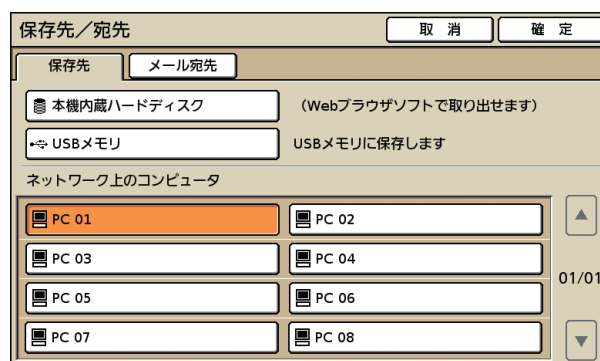 保存先／宛先
取 消
確 定
保存先
メール宛先
本機内蔵ハードディスク
（Webブラウザソフトで取り出せます）
USBメモリ
USBメモリに保存します
ネットワーク上のコンピュータ
PC 01
PC 02
PC 03
PC 04
01/01
PC 05
PC 06
PC 07
PC 08